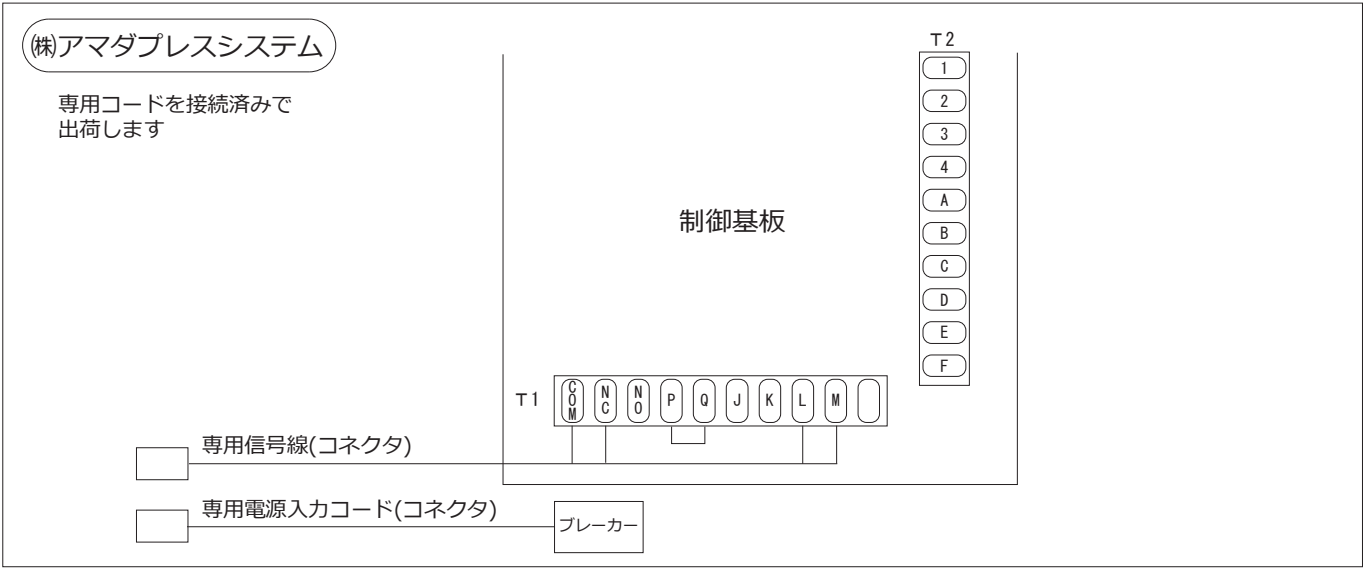 ㈱アマダプレスシステム
専用コードを接続済みで
出荷します
制御基板
T2
1
2
3
4
A
B
C
D
E
F
T1
COM NC NO P Q J K L M
専用信号線(コネクタ)
専用電源入力コード(コネクタ)
ブレーカー